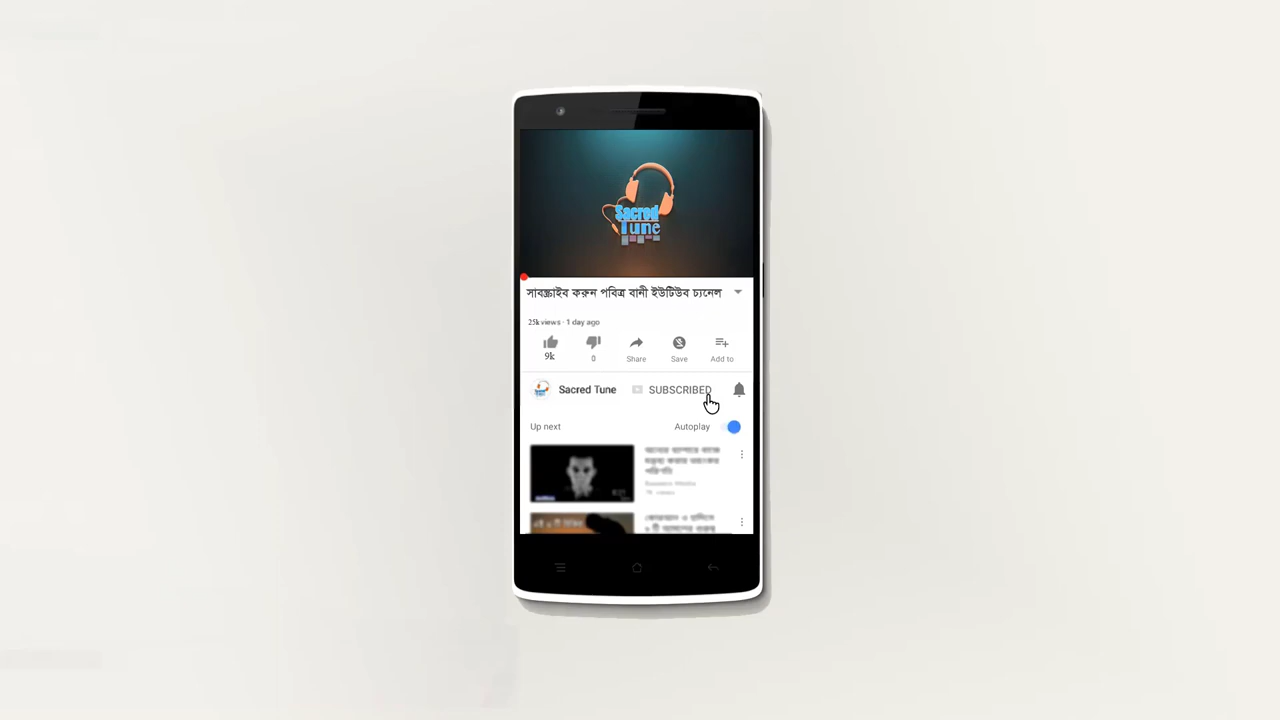 Sacred
Tune
সাবস্ক্রাইব করুন পবিত্র বানী ইউটিউব চ্যনেল
25k views · 1 day ago
9k
0
Share
Save
Add to
Sacred Tune
SUBSCRIBED
Up next
Autoplay